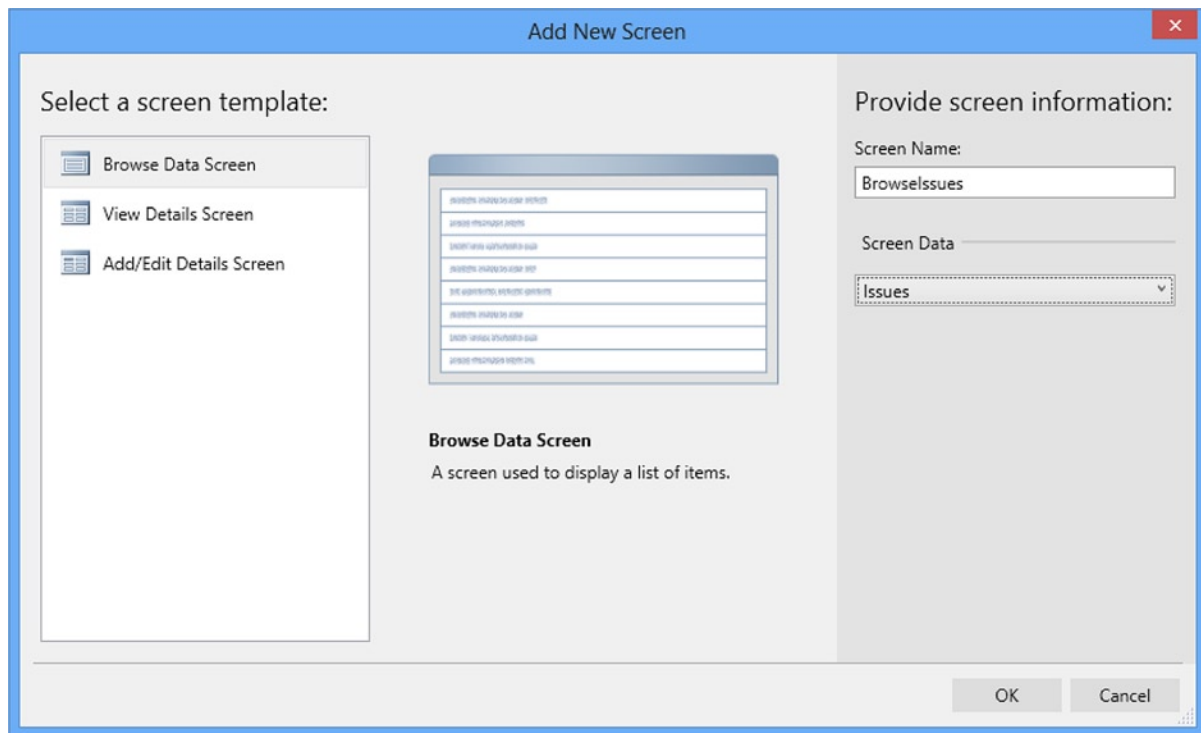 Add New Screen
Select a screen template:
Browse Data Screen
View Details Screen
Add/Edit Details Screen
Browse Data Screen
A screen used to display a list of items.
Provide screen information:
Screen Name:
BrowseIssues
Screen Data
Issues
OK
Cancel